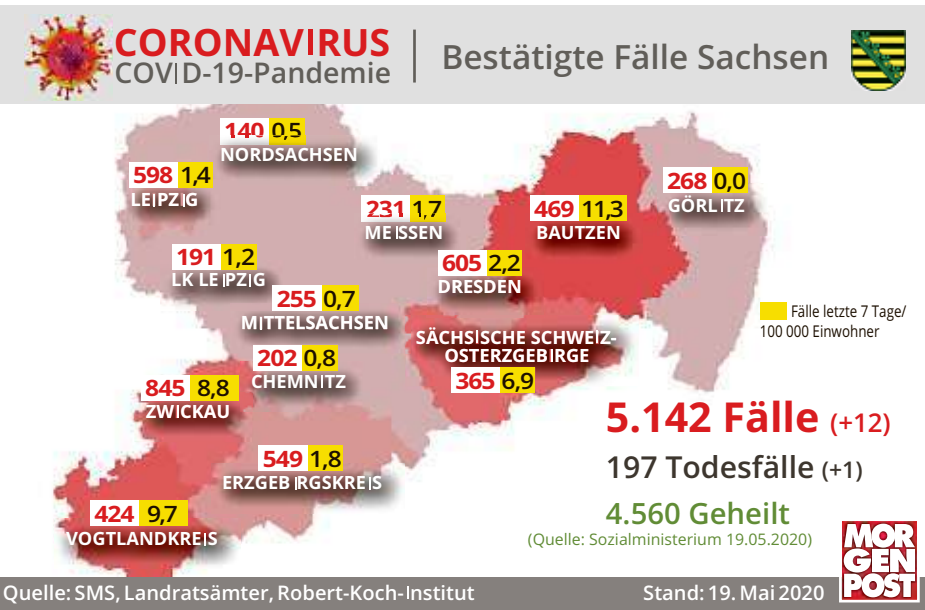 CORONAVIRUS
COVID-19-Pandemie
Bestätigte Fälle Sachsen
140 0,5
NORDSACHSEN
598 1,4
LEIPZIG
268 0,0
GÖRLITZ
231 1,7
MEISSEN
469 11,3
BAUTZEN
191 1,2
LK LEIPZIG
605 2,2
DRESDEN
255 0,7
MITTELSACHSEN
Fälle letzte 7 Tage/
100 000 Einwohner
SÄCHSISCHE SCHWEIZ-
OSTERZGEBIRGE
365 6,9
202 0,8
CHEMNITZ
845 8,8
ZWICKAU
549 1,8
ERZGEBIRGSKREIS
424 9,7
VOGTLANDKREIS
5.142 Fälle (+12)
197 Todesfälle (+1)
4.560 Geheilt
(Quelle: Sozialministerium 19.05.2020)
MOR
GEN
POST
Quelle: SMS, Landratsämter, Robert-Koch-Institut
Stand: 19. Mai 2020